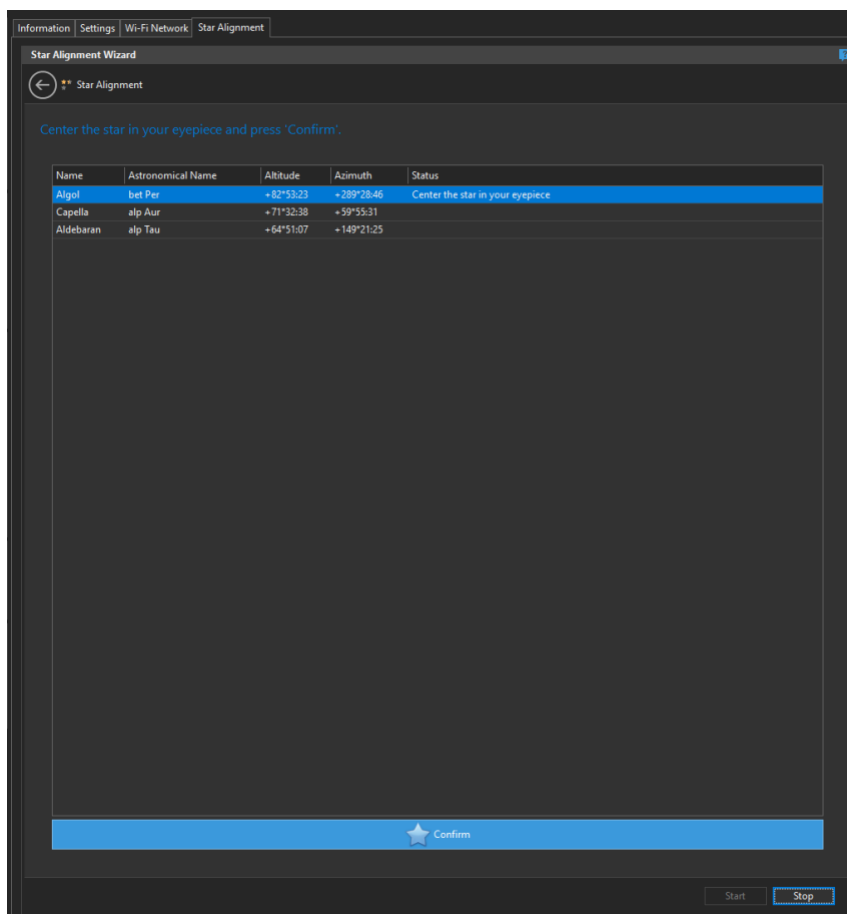 Information Settings Wi-Fi Network Star Alignment
Star Alignment Wizard
Star Alignment
Center the star in your eyepiece and press 'Confirm'.
Name Astronomical Name Altitude Azimuth Status
Algol bet Per +82°53:23 +289°28:46 Center the star in your eyepiece
Capella alp Aur +71°32:38 +59°55:31
Aldebaran alp Tau +64°51:07 +149°21:25
Confirm
Start Stop